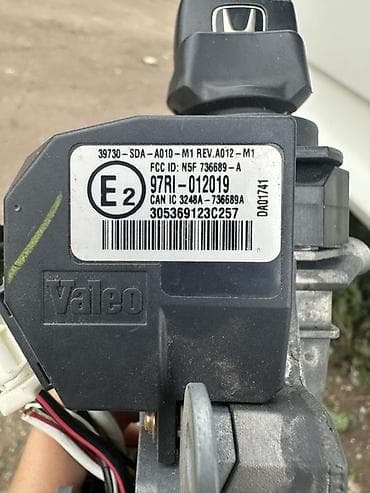 39730-SDA-A010-M1 REV.A012-M1
FCC ID: N5F 736689-A
E2
97RI-012019
CAN IC 3248A-736689A
305369123C257
DA01741
Valeo